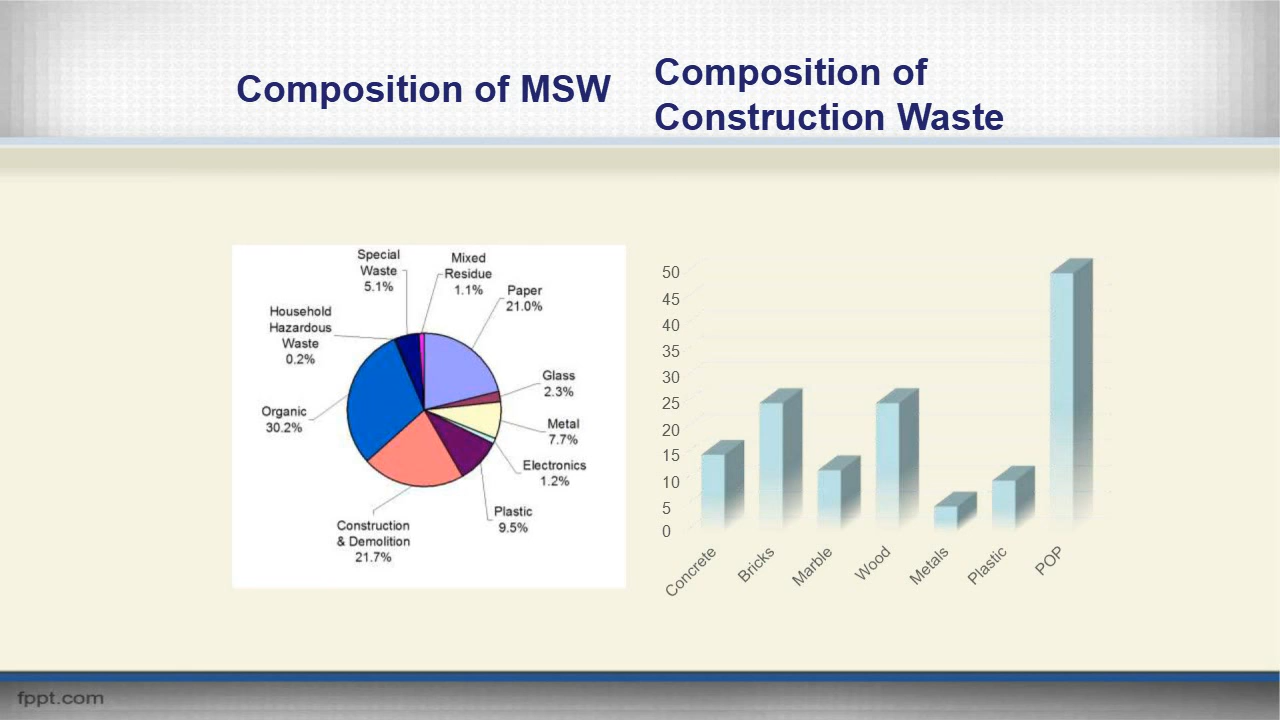 Composition of MSW
Composition of
Construction Waste
Special
Waste
5.1%
Mixed
Residue
1.1%
Paper
21.0%
Household
Hazardous
Waste
0.2%
Glass
2.3%
Organic
30.2%
Metal
7.7%
Electronics
1.2%
Plastic
9.5%
Construction
& Demolition
21.7%
50
45
40
35
30
25
20
15
10
5
0
Concrete
Bricks
Marble
Wood
Metals
Plastic
POP
fppt.com